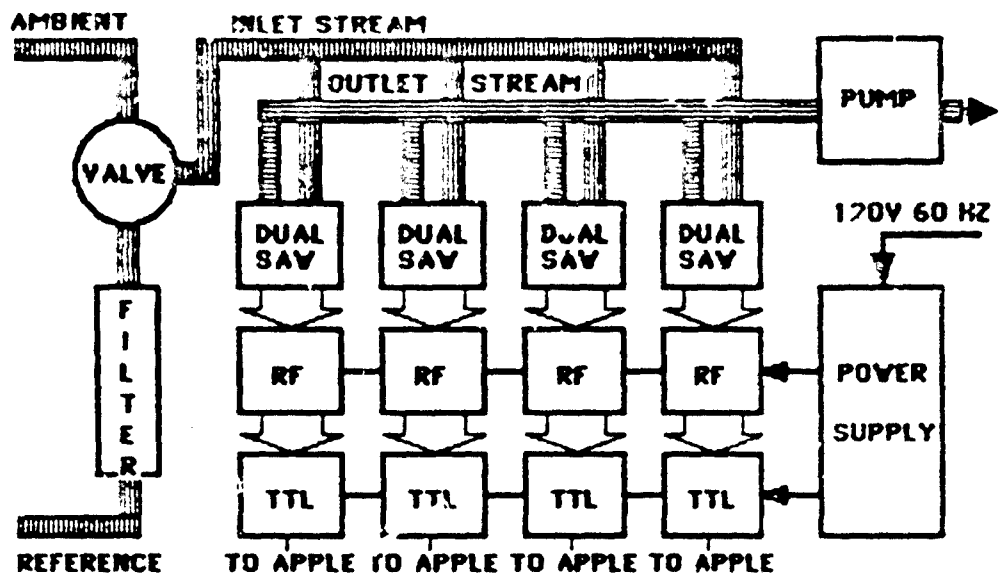 AMBIENT
INLET STREAM
OUTLET STREAM
PUMP
VALVE
120V 60 HZ
DUAL SAW
DUAL SAW
DUAL SAW
DUAL SAW
FILTER
RF
RF
RF
RF
POWER SUPPLY
TTL
TTL
TTL
TTL
REFERENCE
TO APPLE
TO APPLE
TO APPLE
TO APPLE